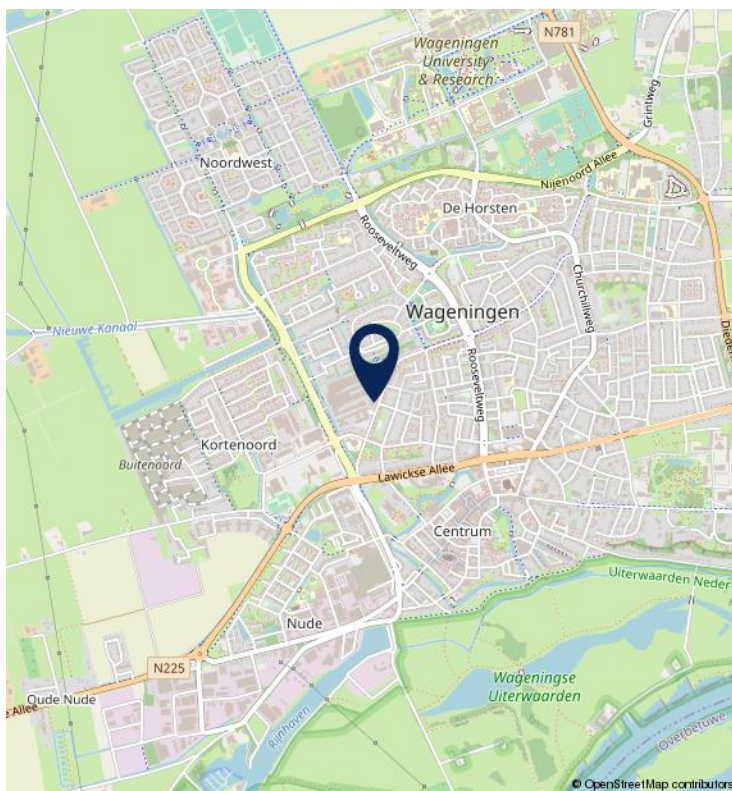 N781
Wageningen
University
& Research
Grintweg
Noordwest
Nijenoord Allee
De Horsten
Rooseveltweg
Churchillweg
Wageningen
Nieuwe Kanaal
Rooseveltweg
Dieder
Kortenoord
Buitenoord
Lawickse Allee
Centrum
Uiterwaarden Neder
Nude
N225
Wageningse
Uiterwaarden
Oude Nude
e Allee
Rijnhaven
Overbetuwe
© OpenStreetMap contributors